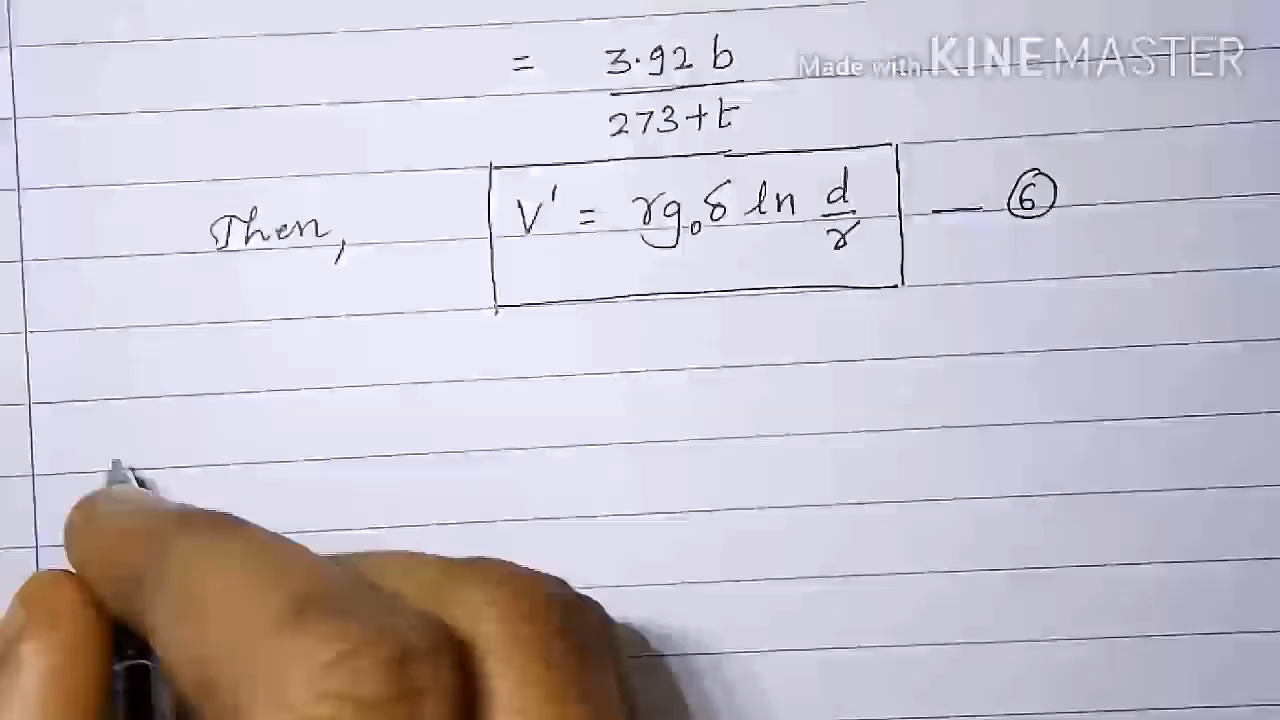 = 3.92 b
Made with KINEMASTER
273+t
Then, V' = rg₀δ ln d/r — ⑥